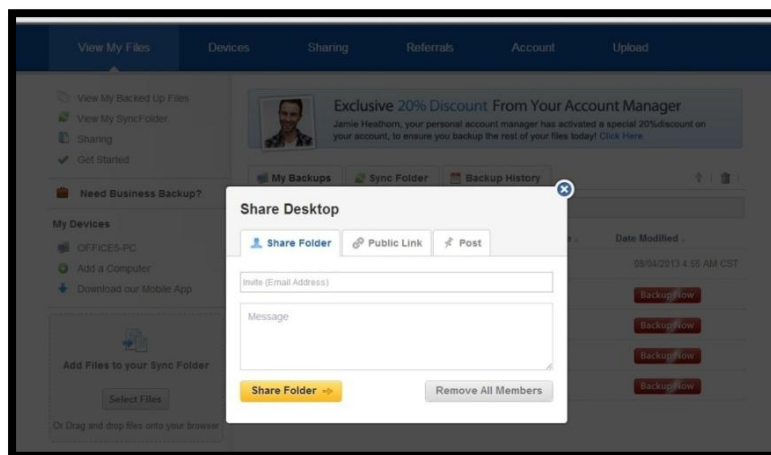 View My Files Devices Sharing Referrals Account Upload
View My Backed Up Files
View My SyncFolder
Sharing
Get Started
Need Business Backup?
My Devices
OFFICE5-PC
Add a Computer
Download our Mobile App
Add Files to your Sync Folder
Select Files
Or Drag and drop files onto your browser
Exclusive 20% Discount From Your Account Manager
Jamie Heathorn, your personal account manager has activated a special 20%discount on
your account, to ensure you backup the rest of your files today! Click Here
My Backups Sync Folder Backup History
Date Modified
08/04/2013 4:55 AM CST
Backup Now
Backup Now
Backup Now
Backup Now
Share Desktop
Share Folder Public Link Post
Invite (Email Address)
Message
Share Folder Remove All Members